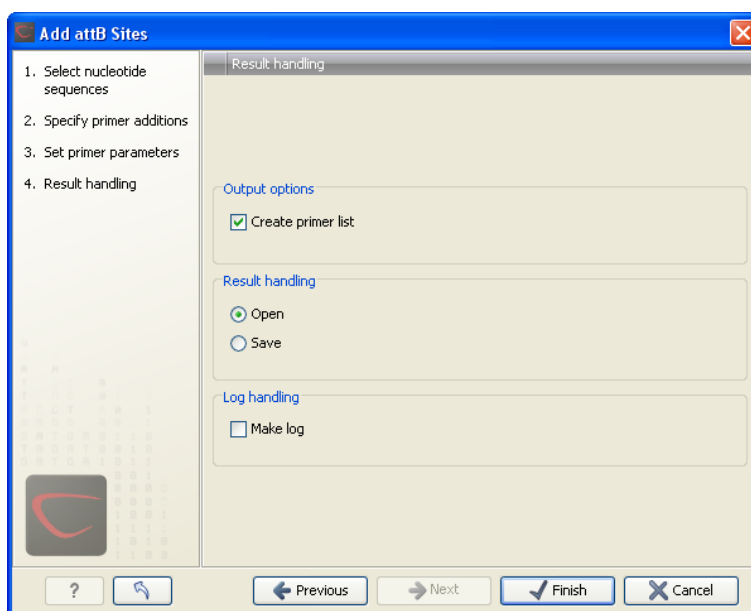 Add attB Sites
1. Select nucleotide
sequences
2. Specify primer additions
3. Set primer parameters
4. Result handling
Result handling
Output options
Create primer list
Result handling
Open
Save
Log handling
Make log
?
Previous
Next
Finish
Cancel